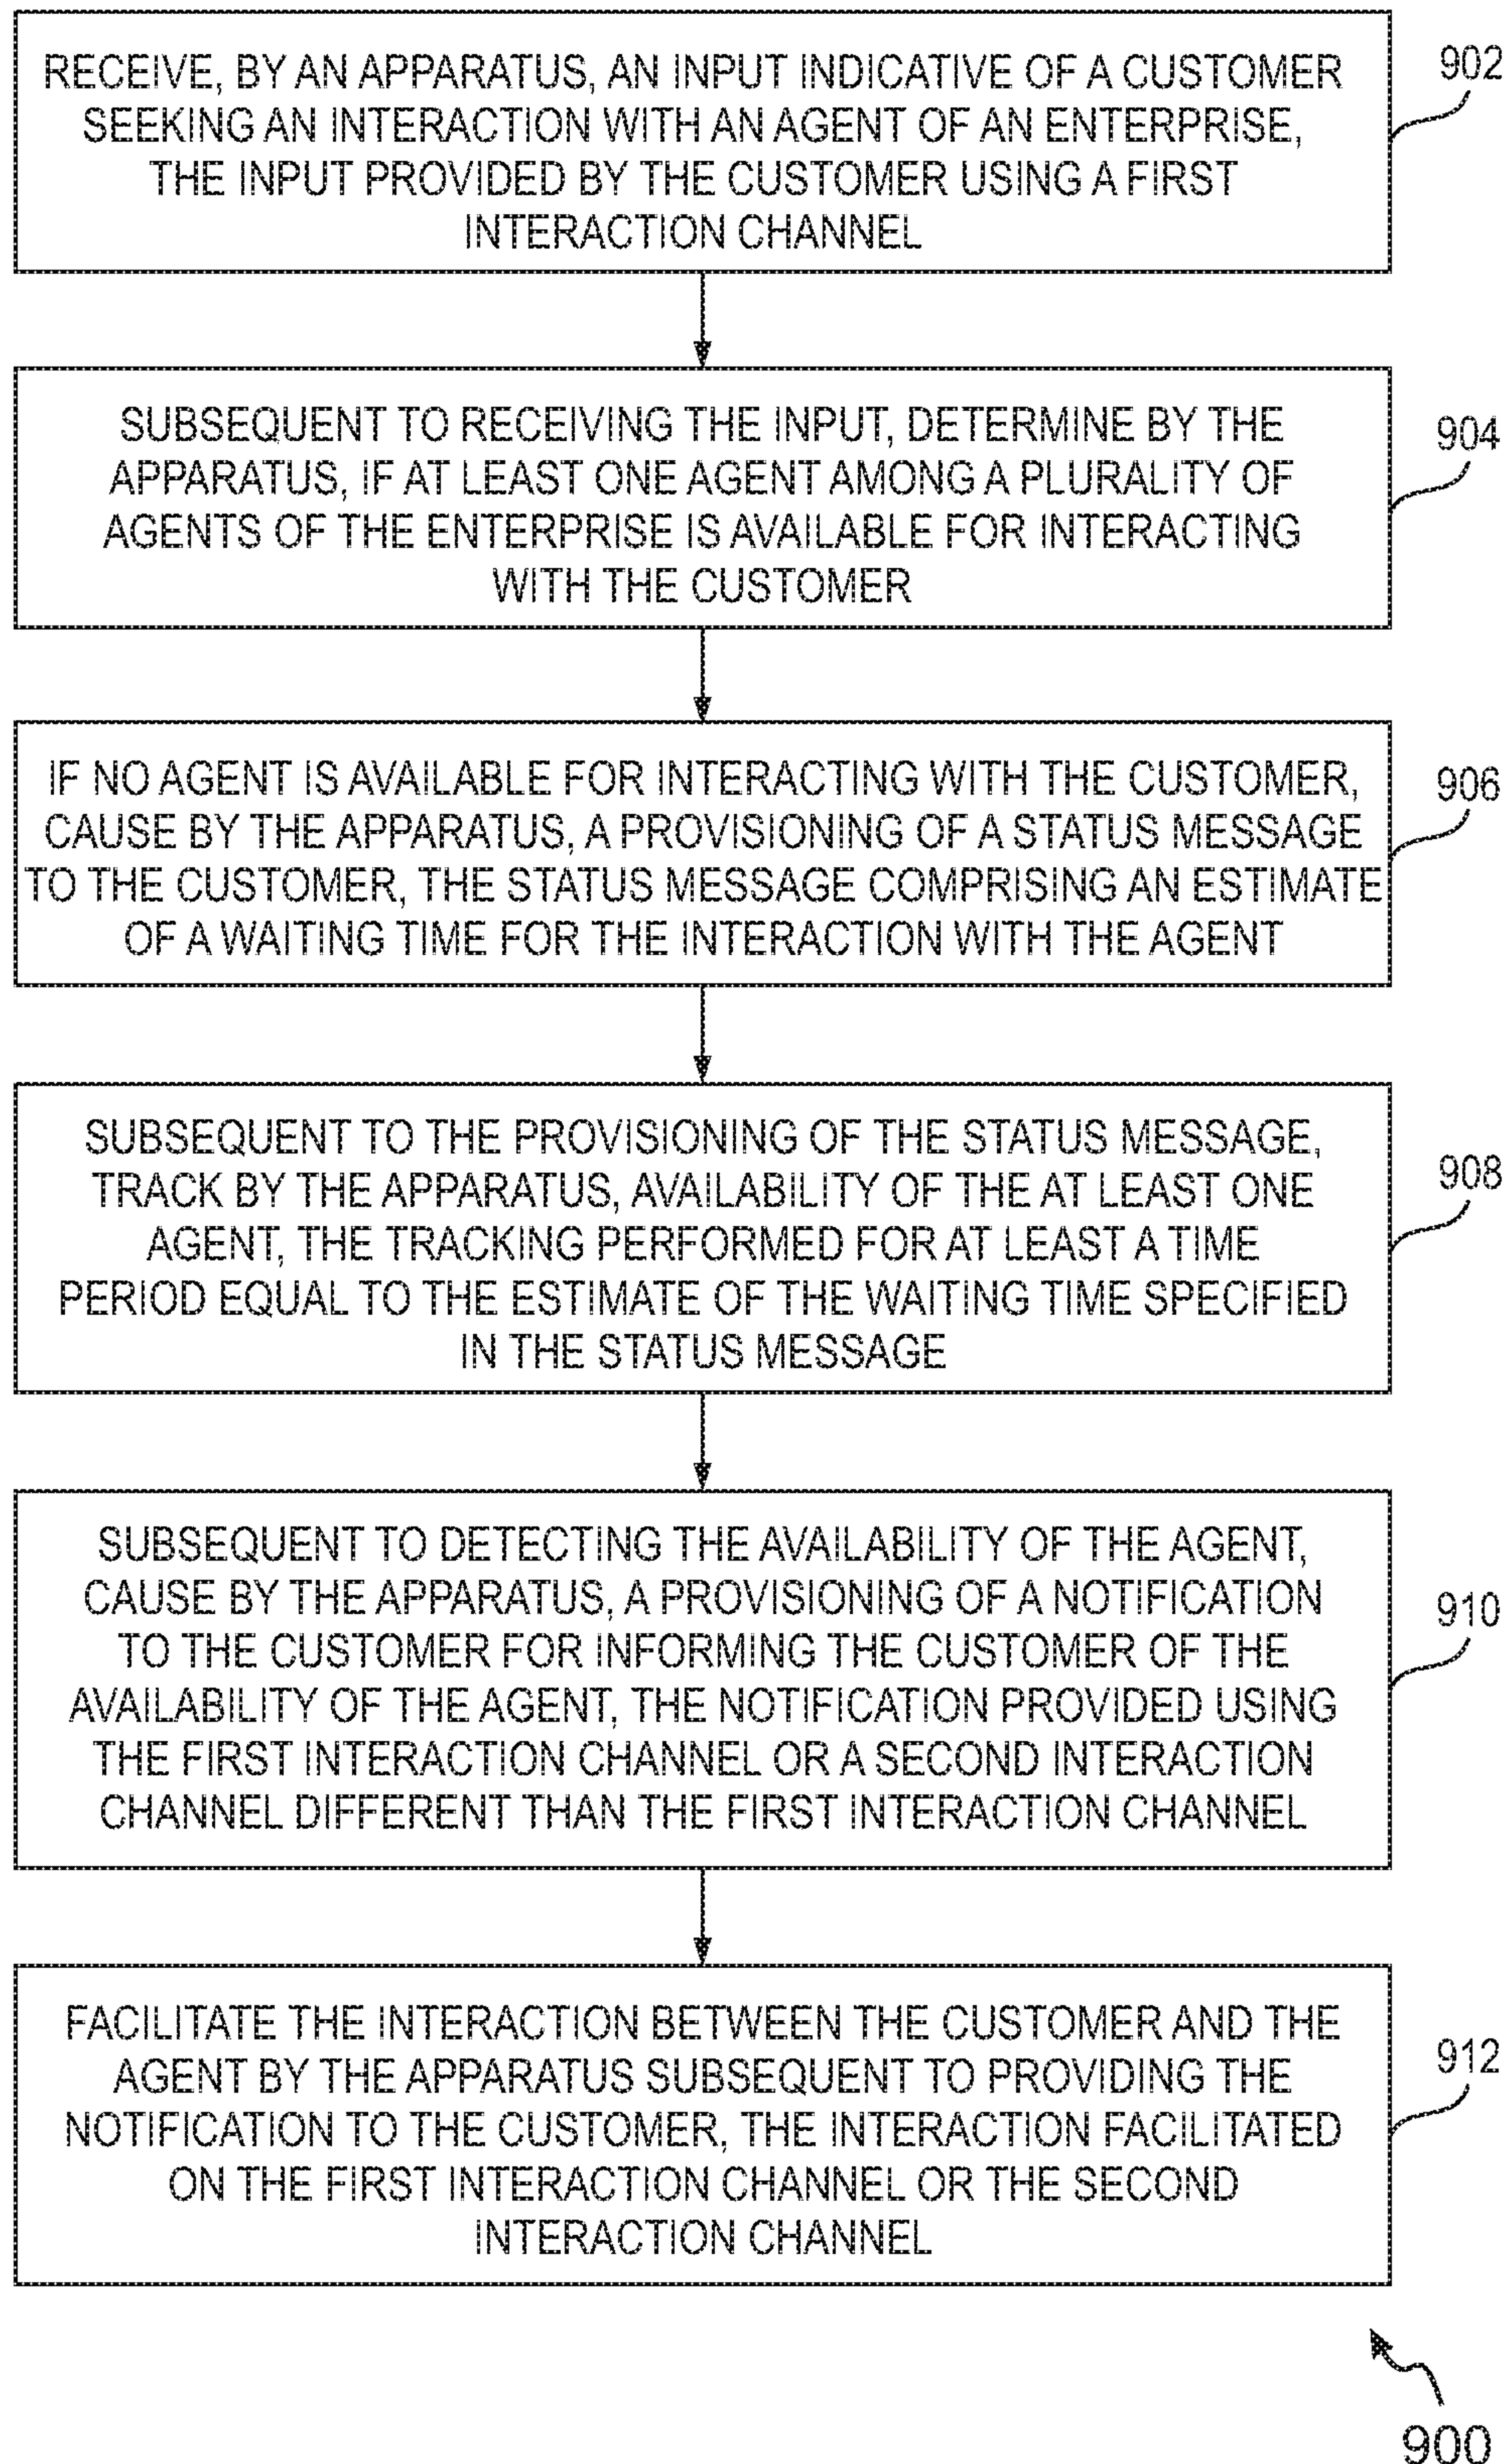 RECEIVE, BY AN APPARATUS, AN INPUT INDICATIVE OF A CUSTOMER
SEEKING AN INTERACTION WITH AN AGENT OF AN ENTERPRISE,
THE INPUT PROVIDED BY THE CUSTOMER USING A FIRST
INTERACTION CHANNEL
902
SUBSEQUENT TO RECEIVING THE INPUT, DETERMINE BY THE
APPARATUS, IF AT LEAST ONE AGENT AMONG A PLURALITY OF
AGENTS OF THE ENTERPRISE IS AVAILABLE FOR INTERACTING
WITH THE CUSTOMER
904
IF NO AGENT IS AVAILABLE FOR INTERACTING WITH THE CUSTOMER,
CAUSE BY THE APPARATUS, A PROVISIONING OF A STATUS MESSAGE
TO THE CUSTOMER, THE STATUS MESSAGE COMPRISING AN ESTIMATE
OF A WAITING TIME FOR THE INTERACTION WITH THE AGENT
906
SUBSEQUENT TO THE PROVISIONING OF THE STATUS MESSAGE,
TRACK BY THE APPARATUS, AVAILABILITY OF THE AT LEAST ONE
AGENT, THE TRACKING PERFORMED FOR AT LEAST A TIME
PERIOD EQUAL TO THE ESTIMATE OF THE WAITING TIME SPECIFIED
IN THE STATUS MESSAGE
908
SUBSEQUENT TO DETECTING THE AVAILABILITY OF THE AGENT,
CAUSE BY THE APPARATUS, A PROVISIONING OF A NOTIFICATION
TO THE CUSTOMER FOR INFORMING THE CUSTOMER OF THE
AVAILABILITY OF THE AGENT, THE NOTIFICATION PROVIDED USING
THE FIRST INTERACTION CHANNEL OR A SECOND INTERACTION
CHANNEL DIFFERENT THAN THE FIRST INTERACTION CHANNEL
910
FACILITATE THE INTERACTION BETWEEN THE CUSTOMER AND THE
AGENT BY THE APPARATUS SUBSEQUENT TO PROVIDING THE
NOTIFICATION TO THE CUSTOMER, THE INTERACTION FACILITATED
ON THE FIRST INTERACTION CHANNEL OR THE SECOND
INTERACTION CHANNEL
912
900